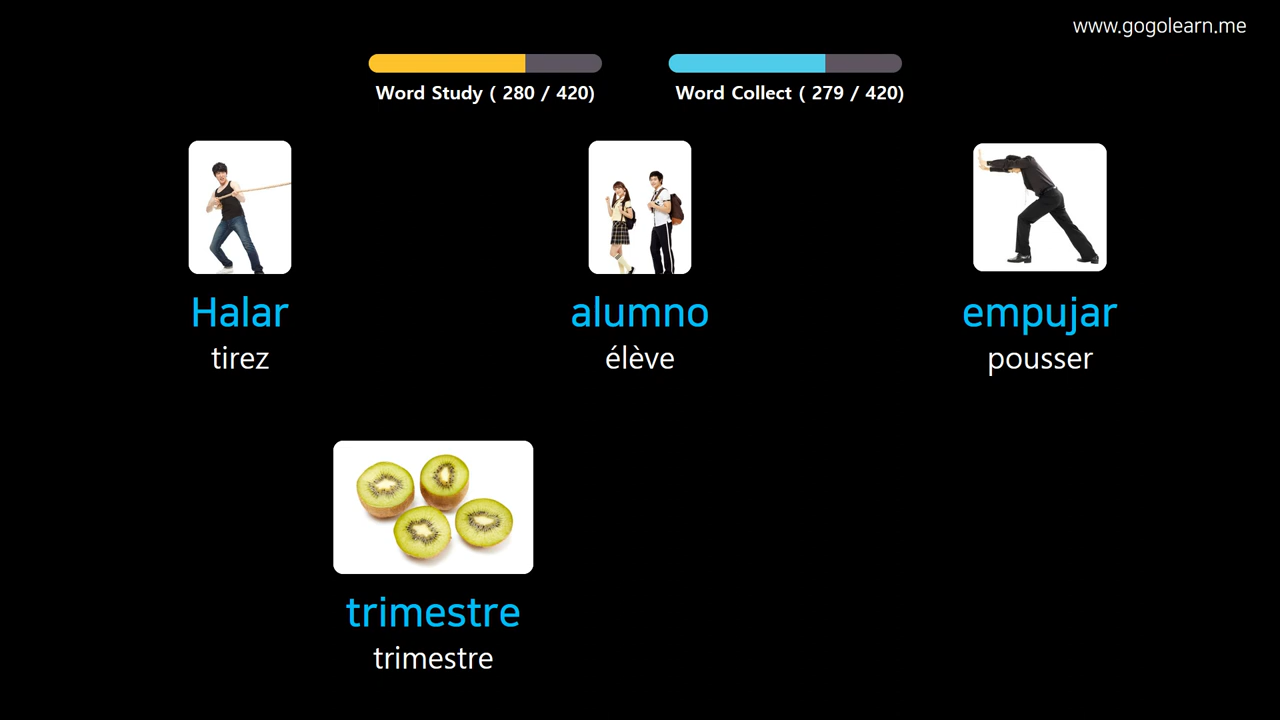 www.gogolearn.me
Word Study ( 280 / 420)
Word Collect ( 279 / 420)
Halar
tirez
alumno
élève
empujar
pousser
trimestre
trimestre